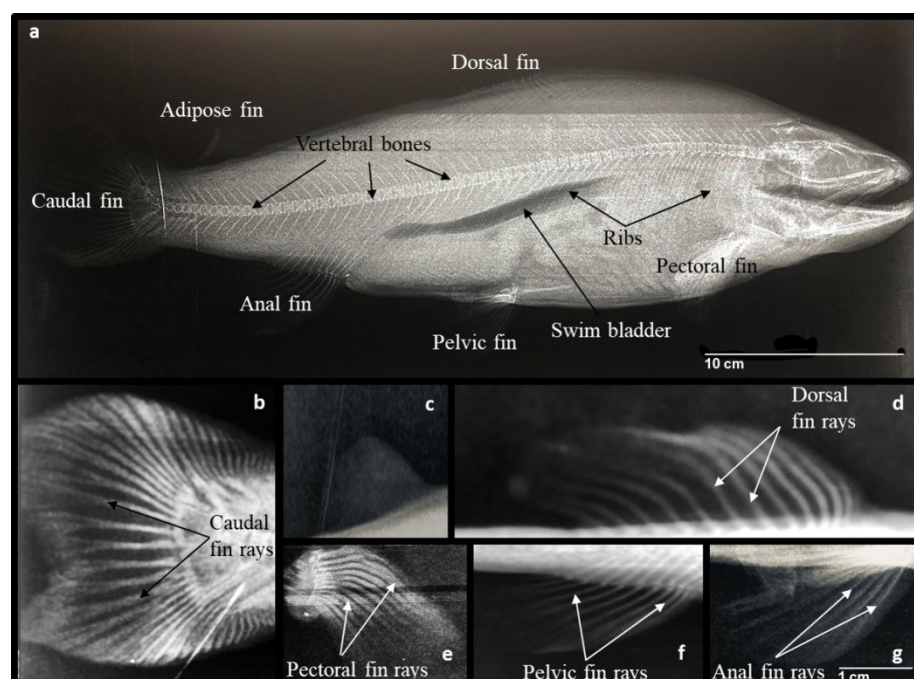 a
Dorsal fin
Adipose fin
Vertebral bones
Caudal fin
Ribs
Pectoral fin
Anal fin
Swim bladder
Pelvic fin
10 cm
b
c
Dorsal
fin rays
d
Caudal
fin rays
Pectoral fin rays
e
Pelvic fin rays
f
Anal fin rays
g
1 cm